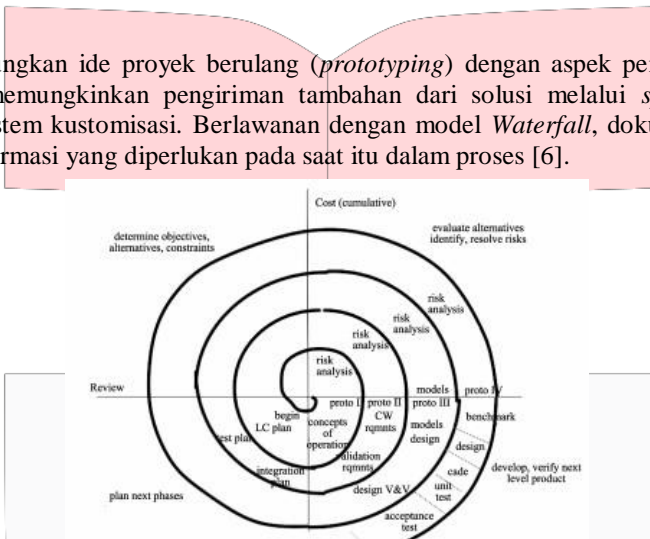 ngkan ide proyek berulang (prototyping) dengan aspek pe
nemungkinkan pengiriman tambahan dari solusi melalui s
stem kustomisasi. Berlawanan dengan model Waterfall, doku
rmasi yang diperlukan pada saat itu dalam proses [6].
Cost (cumulative)
determine objectives,
alternatives, constraints
evaluate alternatives
identify, resolve risks
risk
analysis
risk
analysis
risk
analysis
risk
analysis
Review
proto I
proto II
models
proto III
proto IV
begin
LC plan
concepts
of
operation
CW
rqmnts
models
design
benchmark
test plan
validation
rqmnts
design
code
integration
plan
design V&V
unit
test
develop, verify next
level product
plan next phases
acceptance
test